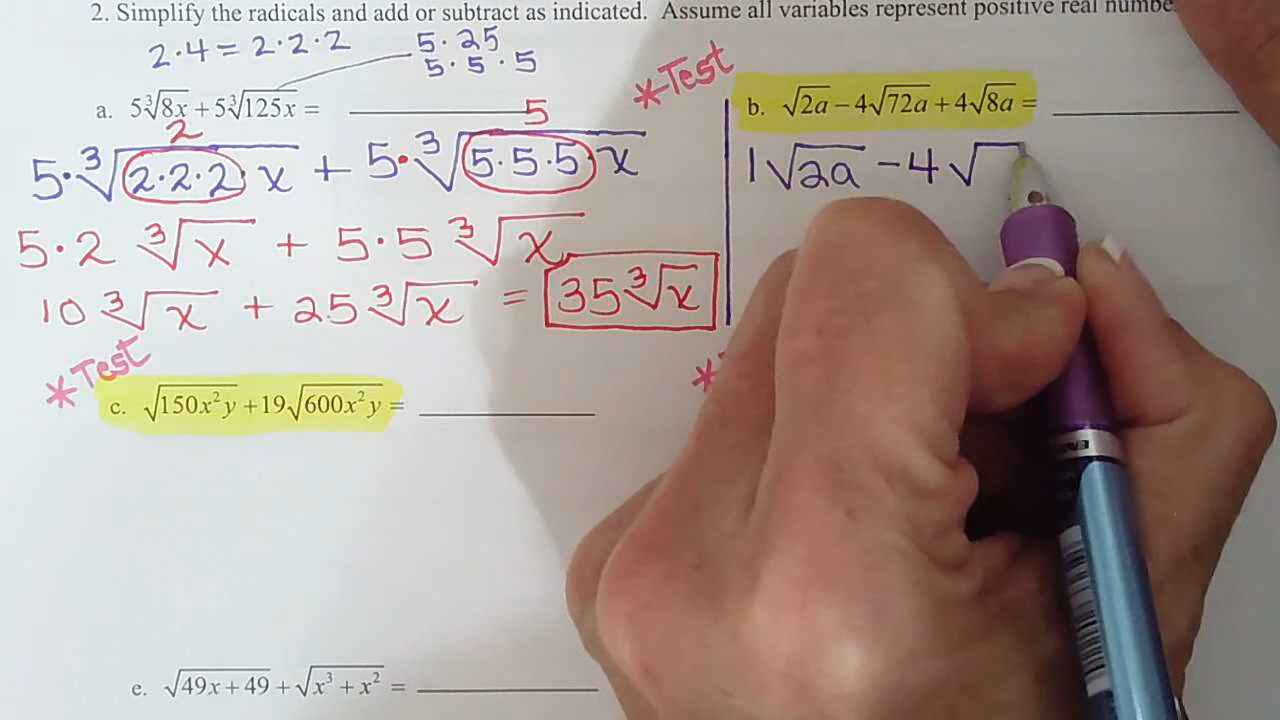 2. Simplify the radicals and add or subtract as indicated. Assume all variables represent positive real numbe
2·4 = 2·2·2
5·25
5·5·5
a. 5∛8x + 5∛125x =
2
5
5·∛2·2·2·x + 5·∛5·5·5·x
5·2 ∛x + 5·5 ∛x
10 ∛x + 25 ∛x = 35∛x
*Test
b. √2a − 4√72a + 4√8a =
1√2a − 4√
*Test
c. √150x²y + 19√600x²y =
*
e. √49x + 49 + √x³ + x² =